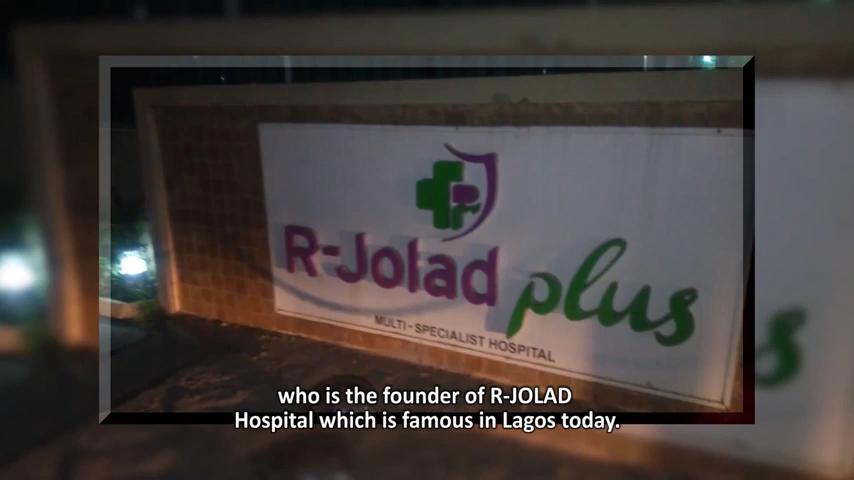 R-Jolad plus
MULTI - SPECIALIST HOSPITAL
who is the founder of R-JOLAD
Hospital which is famous in Lagos today.
s